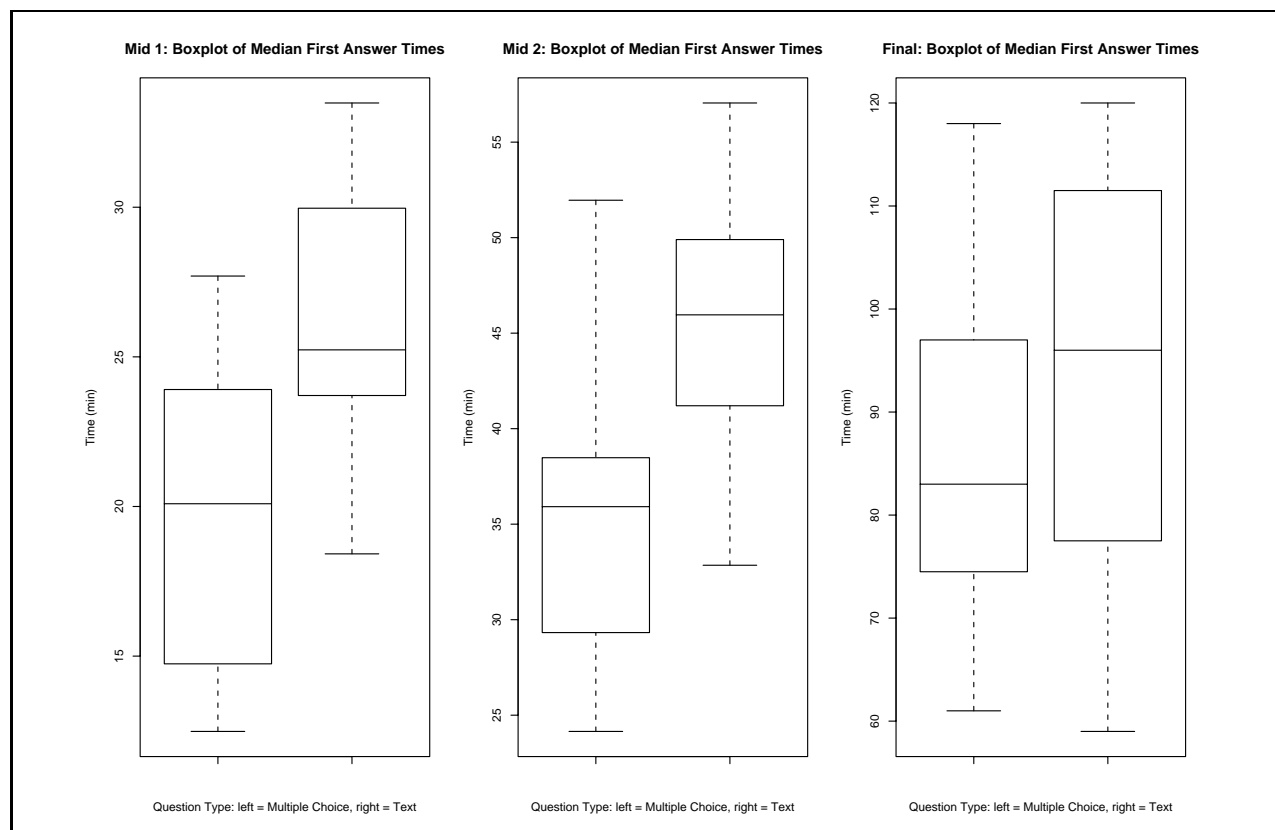 Mid 1: Boxplot of Median First Answer Times
30
25
20
15
Time (min)
Question Type: left = Multiple Choice, right = Text
Mid 2: Boxplot of Median First Answer Times
55
50
45
40
35
30
25
Time (min)
Question Type: left = Multiple Choice, right = Text
Final: Boxplot of Median First Answer Times
120
110
100
90
80
70
60
Time (min)
Question Type: left = Multiple Choice, right = Text